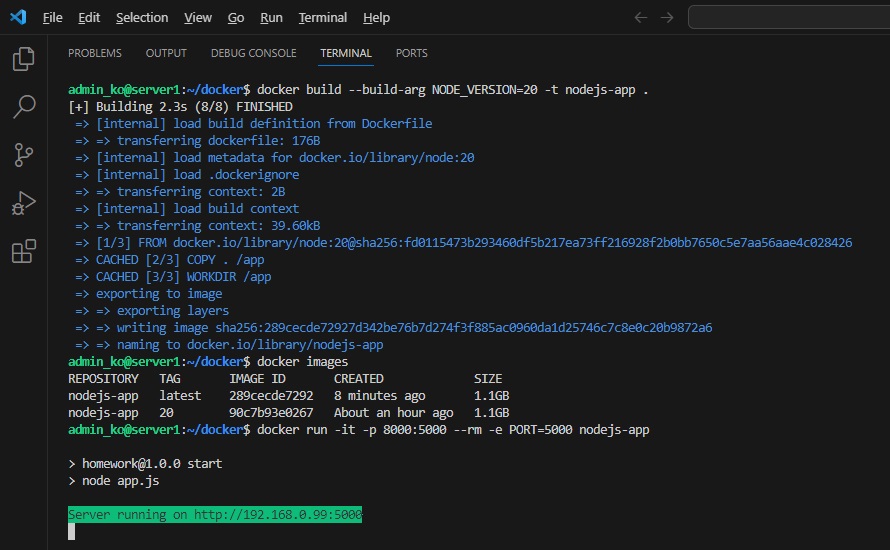 File Edit Selection View Go Run Terminal Help
PROBLEMS OUTPUT DEBUG CONSOLE TERMINAL PORTS
admin_ko@server1:~/docker$ docker build --build-arg NODE_VERSION=20 -t nodejs-app .
[+] Building 2.3s (8/8) FINISHED
=> [internal] load build definition from Dockerfile
=> => transferring dockerfile: 176B
=> [internal] load metadata for docker.io/library/node:20
=> [internal] load .dockerignore
=> => transferring context: 2B
=> [internal] load build context
=> => transferring context: 39.60kB
=> [1/3] FROM docker.io/library/node:20@sha256:fd0115473b293460df5b217ea73ff216928f2b0bb7650c5e7aa56aae4c028426
=> CACHED [2/3] COPY . /app
=> CACHED [3/3] WORKDIR /app
=> exporting to image
=> => exporting layers
=> => writing image sha256:289cecde72927d342be76b7d274f3f885ac0960da1d25746c7c8e0c20b9872a6
=> => naming to docker.io/library/nodejs-app
admin_ko@server1:~/docker$ docker images
REPOSITORY TAG IMAGE ID CREATED SIZE
nodejs-app latest 289cecde7292 8 minutes ago 1.1GB
nodejs-app 20 90c7b93e0267 About an hour ago 1.1GB
admin_ko@server1:~/docker$ docker run -it -p 8000:5000 --rm -e PORT=5000 nodejs-app
> homework@1.0.0 start
> node app.js
Server running on http://192.168.0.99:5000